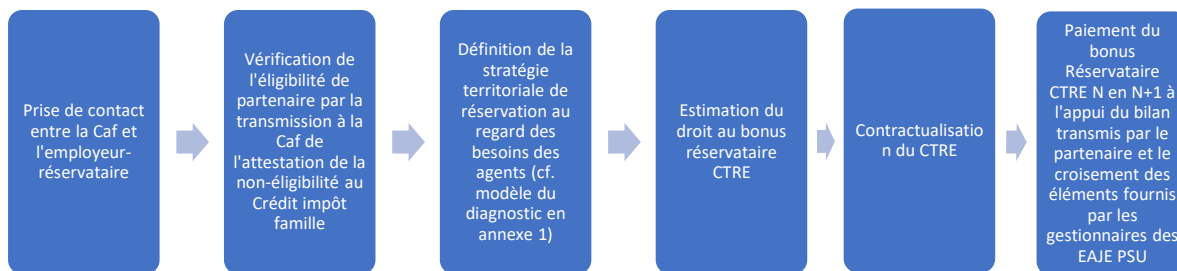 Prise de contact
entre la Caf et
l'employeur-
réservataire
Vérification de
l'éligibilité de
partenaire par la
transmission à la
Caf de
l'attestation de la
non-éligibilité au
Crédit impôt
famille
Définition de la
stratégie
territoriale de
réservation au
regard des
besoins des
agents (cf.
modèle du
diagnostic en
annexe 1)
Estimation du
droit au bonus
réservataire
CTRE
Contractualisatio
n du CTRE
Paiement du
bonus
Réservataire
CTRE N en N+1 à
l'appui du bilan
transmis par le
partenaire et le
croisement des
éléments fournis
par les
gestionnaires des
EAJE PSU